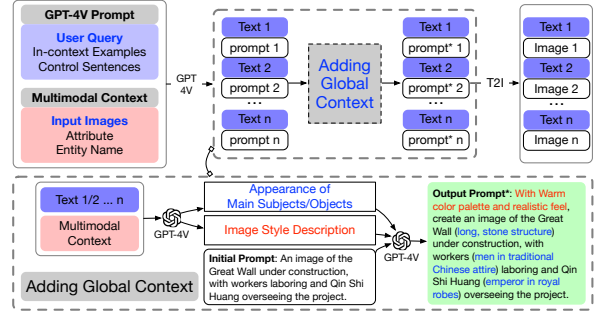 GPT-4V Prompt
User Query
In-context Examples
Control Sentences
Multimodal Context
Input Images
Attribute
Entity Name
GPT
4V
Text 1
prompt 1
Text 2
prompt 2
...
Text n
prompt n
Adding
Global
Context
Text 1
prompt* 1
Text 2
prompt* 2
...
Text n
prompt* n
T2I
Text 1
Image 1
Text 2
Image 2
...
Text n
Image n
Text 1/2 ... n
Multimodal
Context
GPT-4V
Appearance of
Main Subjects/Objects
Image Style Description
Initial Prompt: An image of the
Great Wall under construction,
with workers laboring and Qin Shi
Huang overseeing the project.
GPT-4V
Output Prompt*: With Warm
color palette and realistic feel,
create an image of the Great
Wall (long, stone structure)
under construction, with
workers (men in traditional
Chinese attire) laboring and Qin
Shi Huang (emperor in royal
robes) overseeing the project.
Adding Global Context